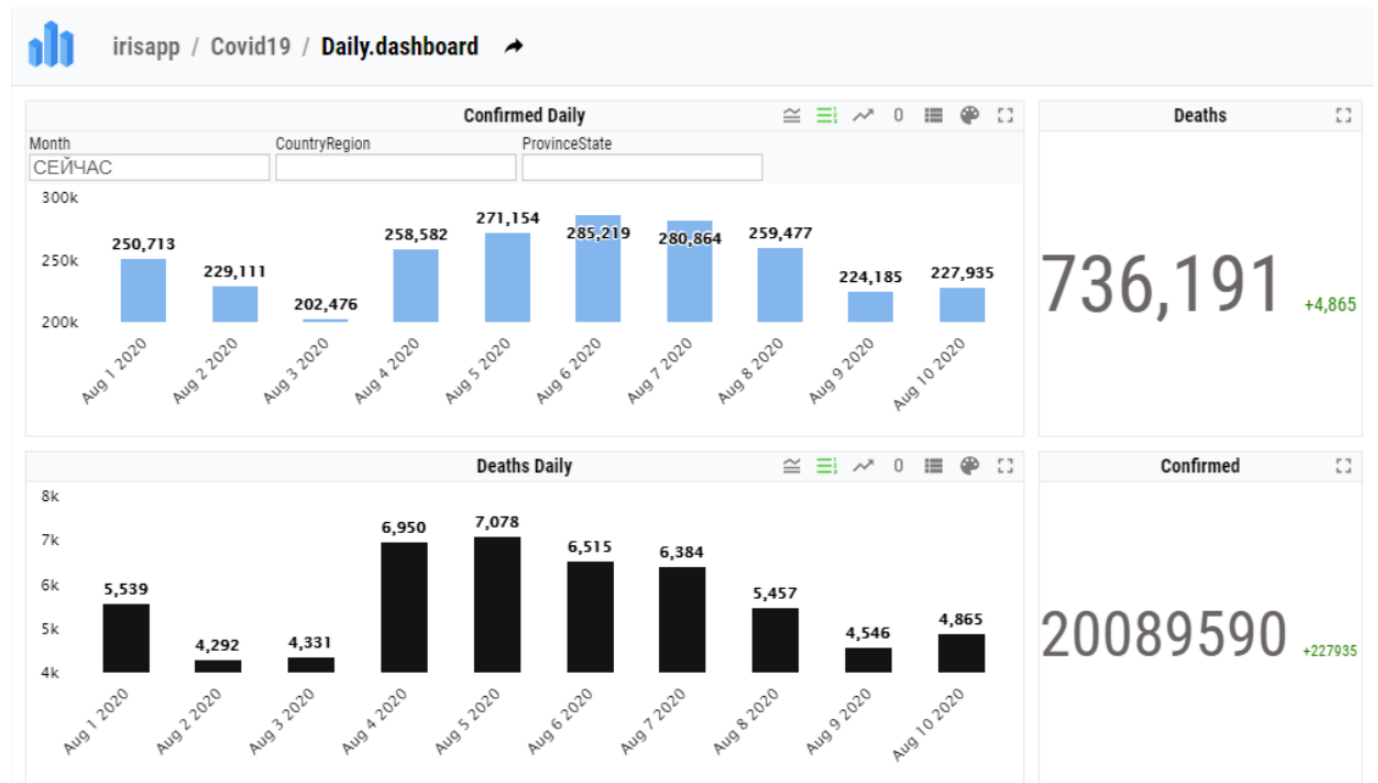 irisapp / Covid19 / Daily.dashboard
Confirmed Daily
0
Month CountryRegion ProvinceState
СЕЙЧАС
300k
250k
200k
250,713
229,111
202,476
258,582
271,154
285,219
280,864
259,477
224,185
227,935
Aug 1 2020
Aug 2 2020
Aug 3 2020
Aug 4 2020
Aug 5 2020
Aug 6 2020
Aug 7 2020
Aug 8 2020
Aug 9 2020
Aug 10 2020
Deaths
736,191 +4,865
Deaths Daily
0
8k
7k
6k
5k
4k
5,539
4,292
4,331
6,950
7,078
6,515
6,384
5,457
4,546
4,865
Aug 1 2020
Aug 2 2020
Aug 3 2020
Aug 4 2020
Aug 5 2020
Aug 6 2020
Aug 7 2020
Aug 8 2020
Aug 9 2020
Aug 10 2020
Confirmed
20089590 +227935